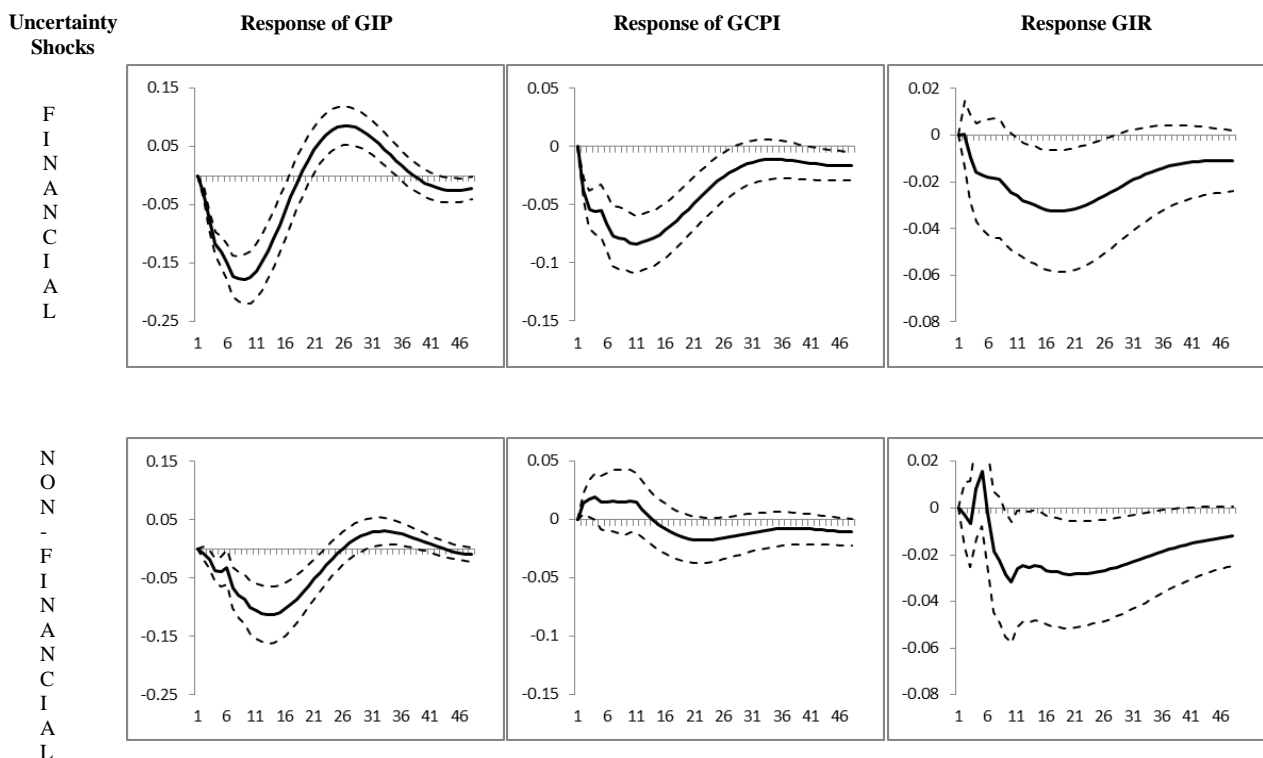 Uncertainty
Shocks
Response of GIP
Response of GCPI
Response GIR
F
I
N
A
N
C
I
A
L
0.15
0.05
-0.05
-0.15
-0.25
1 6 11 16 21 26 31 36 41 46
0.05
0
-0.05
-0.1
-0.15
1 6 11 16 21 26 31 36 41 46
0.02
0
-0.02
-0.04
-0.06
-0.08
1 6 11 16 21 26 31 36 41 46
N
O
N
-
F
I
N
A
N
C
I
A
L
0.15
0.05
-0.05
-0.15
-0.25
1 6 11 16 21 26 31 36 41 46
0.05
0
-0.05
-0.1
-0.15
1 6 11 16 21 26 31 36 41 46
0.02
0
-0.02
-0.04
-0.06
-0.08
1 6 11 16 21 26 31 36 41 46